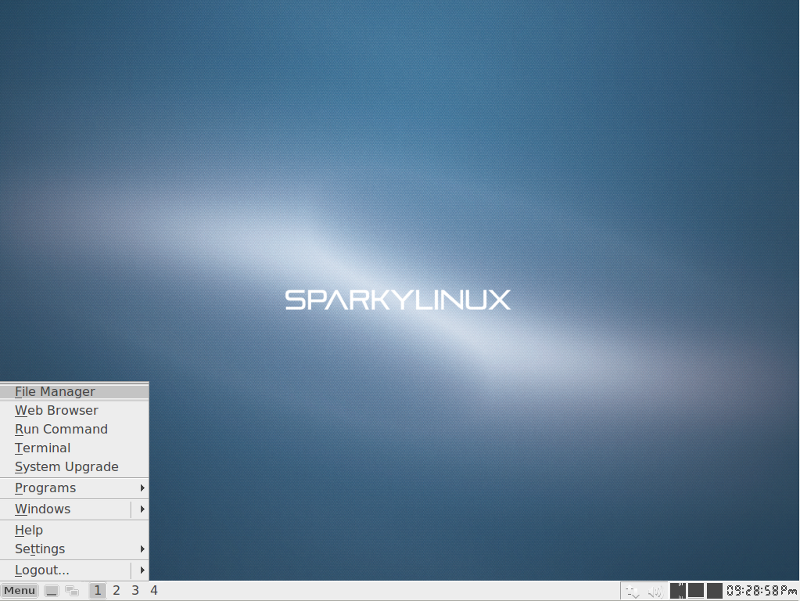 SPARKYLINUX
File Manager
Web Browser
Run Command
Terminal
System Upgrade
Programs
Windows
Help
Settings
Logout...
Menu 1 2 3 4 09:28:58Pm